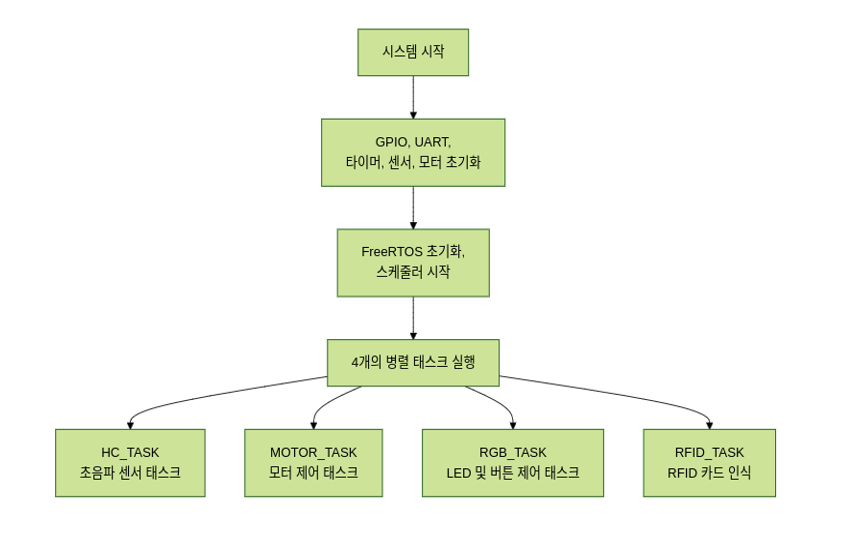 시스템 시작
GPIO, UART,
타이머, 센서, 모터 초기화
FreeRTOS 초기화,
스케줄러 시작
4개의 병렬 태스크 실행
HC_TASK
초음파 센서 태스크
MOTOR_TASK
모터 제어 태스크
RGB_TASK
LED 및 버튼 제어 태스크
RFID_TASK
RFID 카드 인식